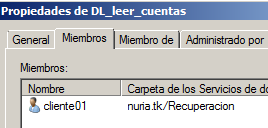 Propiedades de DL_leer_cuentas
General Miembros Miembro de Administrado por
Miembros:
Nombre Carpeta de los Servicios de do
cliente01 nuria.tk/Recuperacion